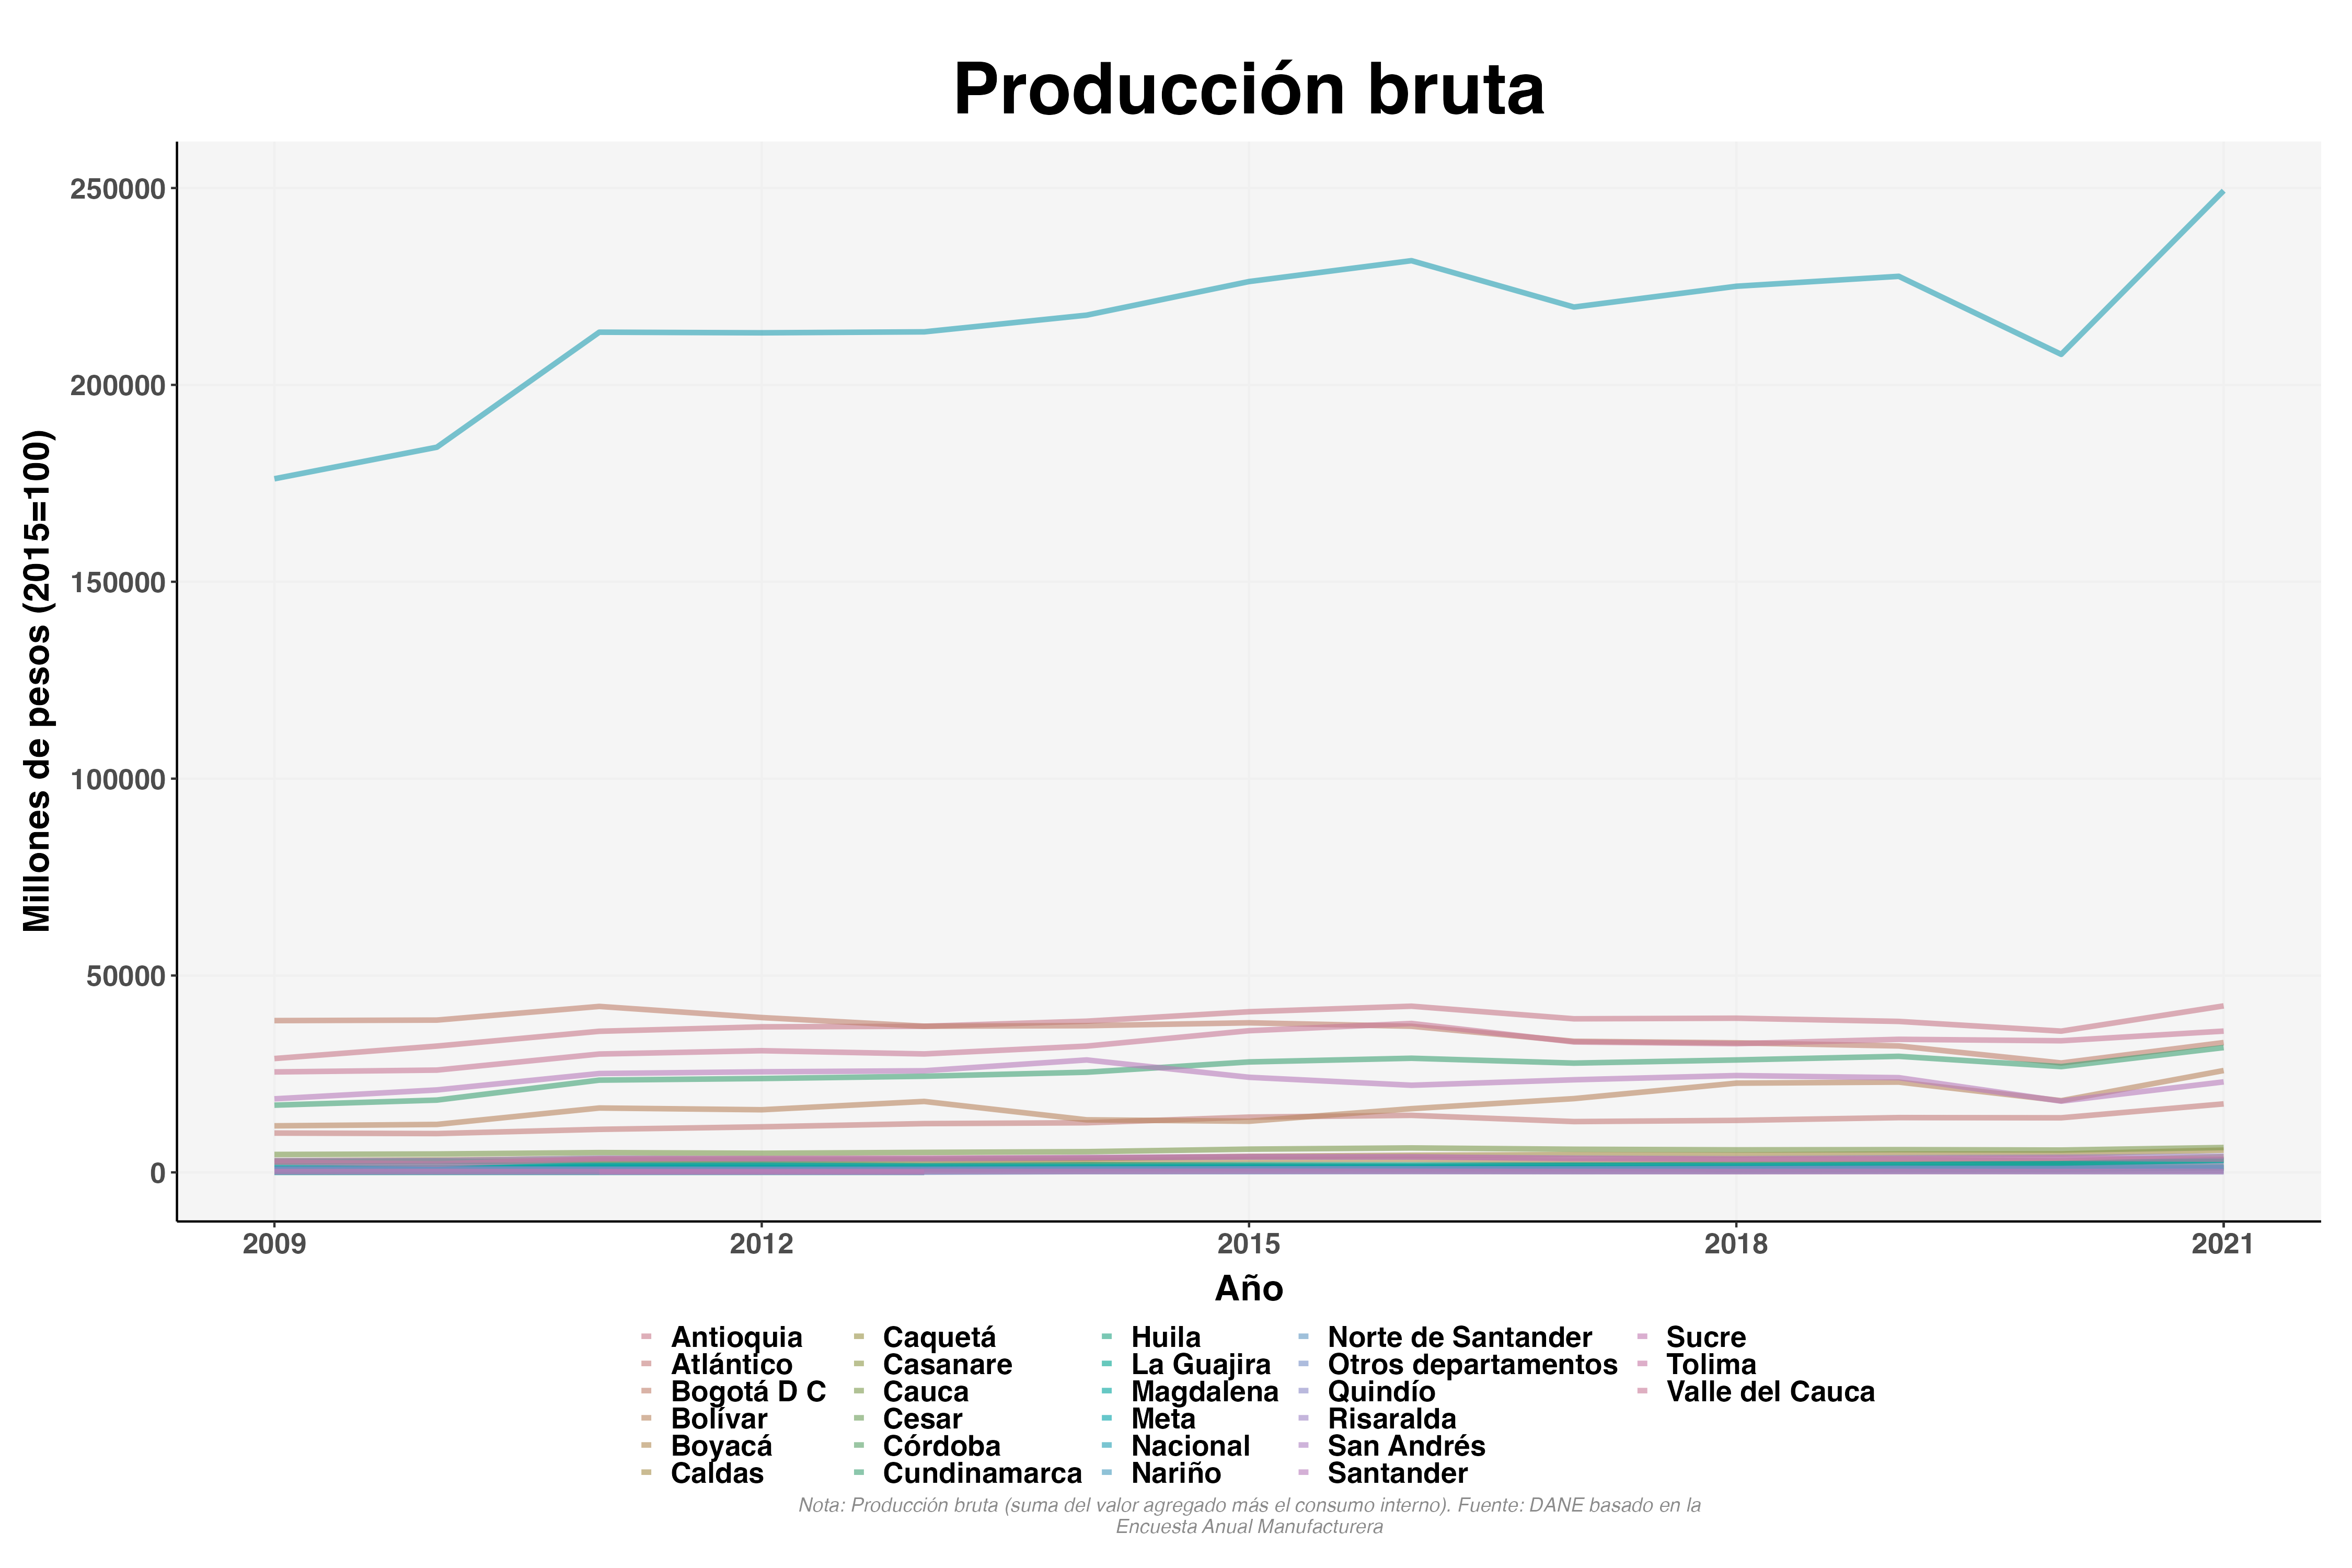 Producción bruta
Millones de pesos (2015=100)
250000
200000
150000
100000
50000
0
2009
2012
2015
2018
2021
Año
Antioquia
Atlántico
Bogotá D C
Bolívar
Boyacá
Caldas
Caquetá
Casanare
Cauca
Cesar
Córdoba
Cundinamarca
Huila
La Guajira
Magdalena
Meta
Nacional
Nariño
Norte de Santander
Otros departamentos
Quindío
Risaralda
San Andrés
Santander
Sucre
Tolima
Valle del Cauca
Nota: Producción bruta (suma del valor agregado más el consumo interno). Fuente: DANE basado en la
Encuesta Anual Manufacturera